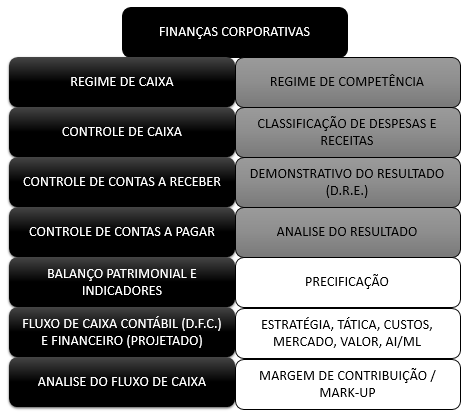 FINANÇAS CORPORATIVAS
REGIME DE CAIXA
REGIME DE COMPETÊNCIA
CONTROLE DE CAIXA
CLASSIFICAÇÃO DE DESPESAS E
RECEITAS
CONTROLE DE CONTAS A RECEBER
DEMONSTRATIVO DO RESULTADO
(D.R.E.)
CONTROLE DE CONTAS A PAGAR
ANALISE DO RESULTADO
BALANÇO PATRIMONIAL E
INDICADORES
PRECIFICAÇÃO
FLUXO DE CAIXA CONTÁBIL (D.F.C.)
E FINANCEIRO (PROJETADO)
ESTRATÉGIA, TÁTICA, CUSTOS,
MERCADO, VALOR, AI/ML
ANALISE DO FLUXO DE CAIXA
MARGEM DE CONTRIBUIÇÃO /
MARK-UP